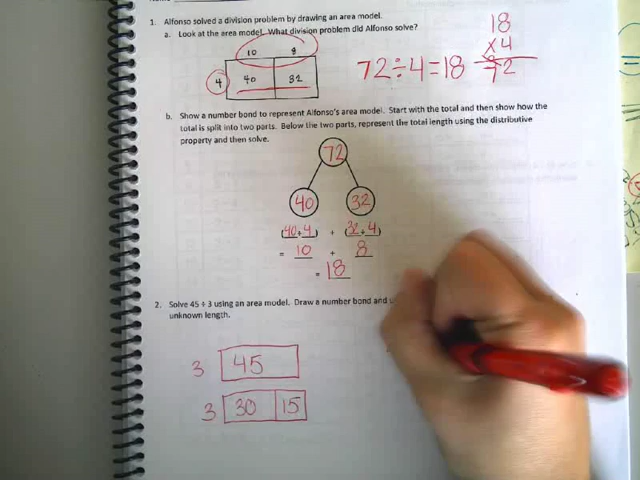 1. Alfonso solved a division problem by drawing an area model.
a. Look at the area model. What division problem did Alfonso solve?
10 8
4 40 32
72÷4=18
18
x4
72
b. Show a number bond to represent Alfonso's area model. Start with the total and then show how the
total is split into two parts. Below the two parts, represent the total length using the distributive
property and then solve.
72
40 32
(40÷4) + (32÷4)
= 10 + 8
= 18
2. Solve 45 ÷ 3 using an area model. Draw a number bond and
unknown length.
3 45
3 30 15